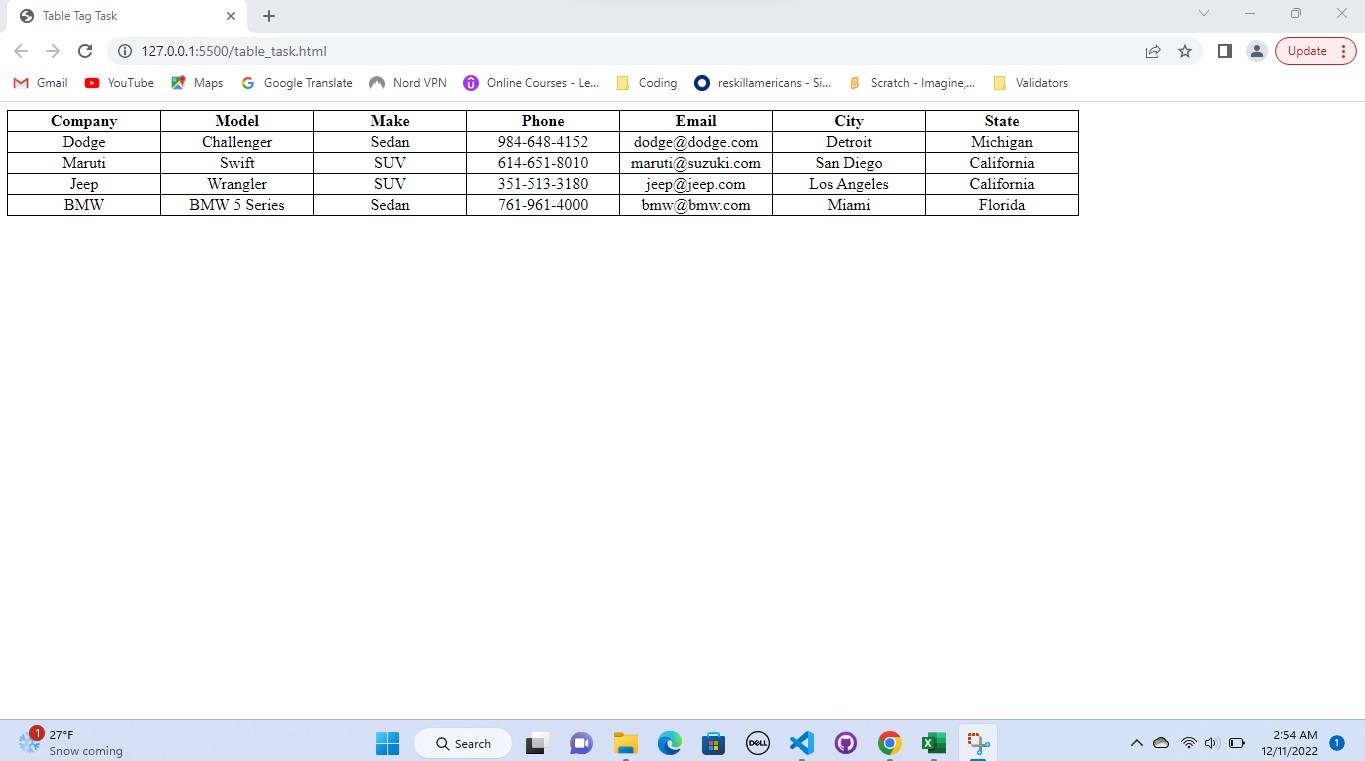 Table Tag Task
127.0.0.1:5500/table_task.html
Update
Gmail YouTube Maps Google Translate Nord VPN Online Courses - Le... Coding reskillamericans - Si... Scratch - Imagine,... Validators
Company Model Make Phone Email City State
Dodge Challenger Sedan 984-648-4152 dodge@dodge.com Detroit Michigan
Maruti Swift SUV 614-651-8010 maruti@suzuki.com San Diego California
Jeep Wrangler SUV 351-513-3180 jeep@jeep.com Los Angeles California
BMW BMW 5 Series Sedan 761-961-4000 bmw@bmw.com Miami Florida
1
27°F
Snow coming
Search
DELL
2:54 AM
12/11/2022
1